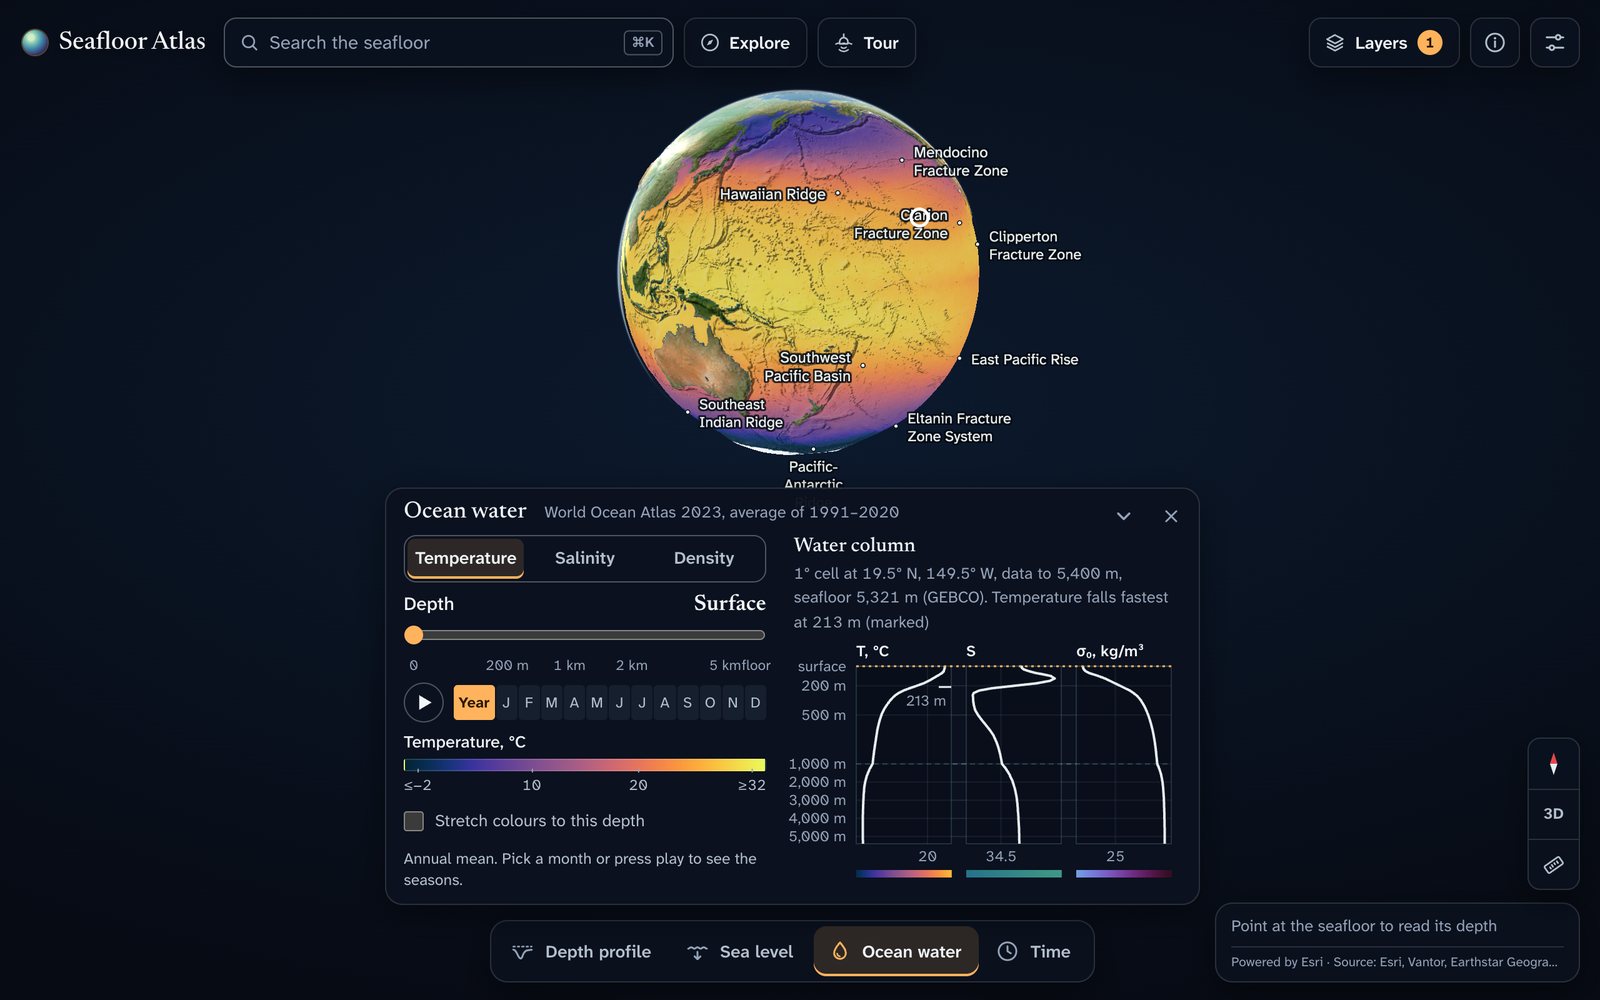 Seafloor Atlas
Search the seafloor
⌘K
Explore
Tour
Layers
1
Mendocino
Fracture Zone
Hawaiian Ridge
Clarion
Fracture Zone
Clipperton
Fracture Zone
Southwest
Pacific Basin
East Pacific Rise
Southeast
Indian Ridge
Eltanin Fracture
Zone System
Pacific-
Antarctic
Ridge
Ocean water
World Ocean Atlas 2023, average of 1991–2020
Temperature
Salinity
Density
Depth
Surface
0
200 m
1 km
2 km
5 km
floor
Year
J
F
M
A
M
J
J
A
S
O
N
D
Temperature, °C
≤−2
10
20
≥32
Stretch colours to this depth
Annual mean. Pick a month or press play to see the
seasons.
Water column
1° cell at 19.5° N, 149.5° W, data to 5,400 m,
seafloor 5,321 m (GEBCO). Temperature falls fastest
at 213 m (marked)
T, °C
S
σ₀, kg/m³
surface
200 m
213 m
500 m
1,000 m
2,000 m
3,000 m
4,000 m
5,000 m
20
34.5
25
3D
Depth profile
Sea level
Ocean water
Time
Point at the seafloor to read its depth
Powered by Esri · Source: Esri, Vantor, Earthstar Geogra...